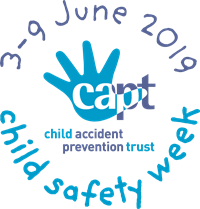 3-9 June 2019
capt
child accident
prevention trust
child safety week